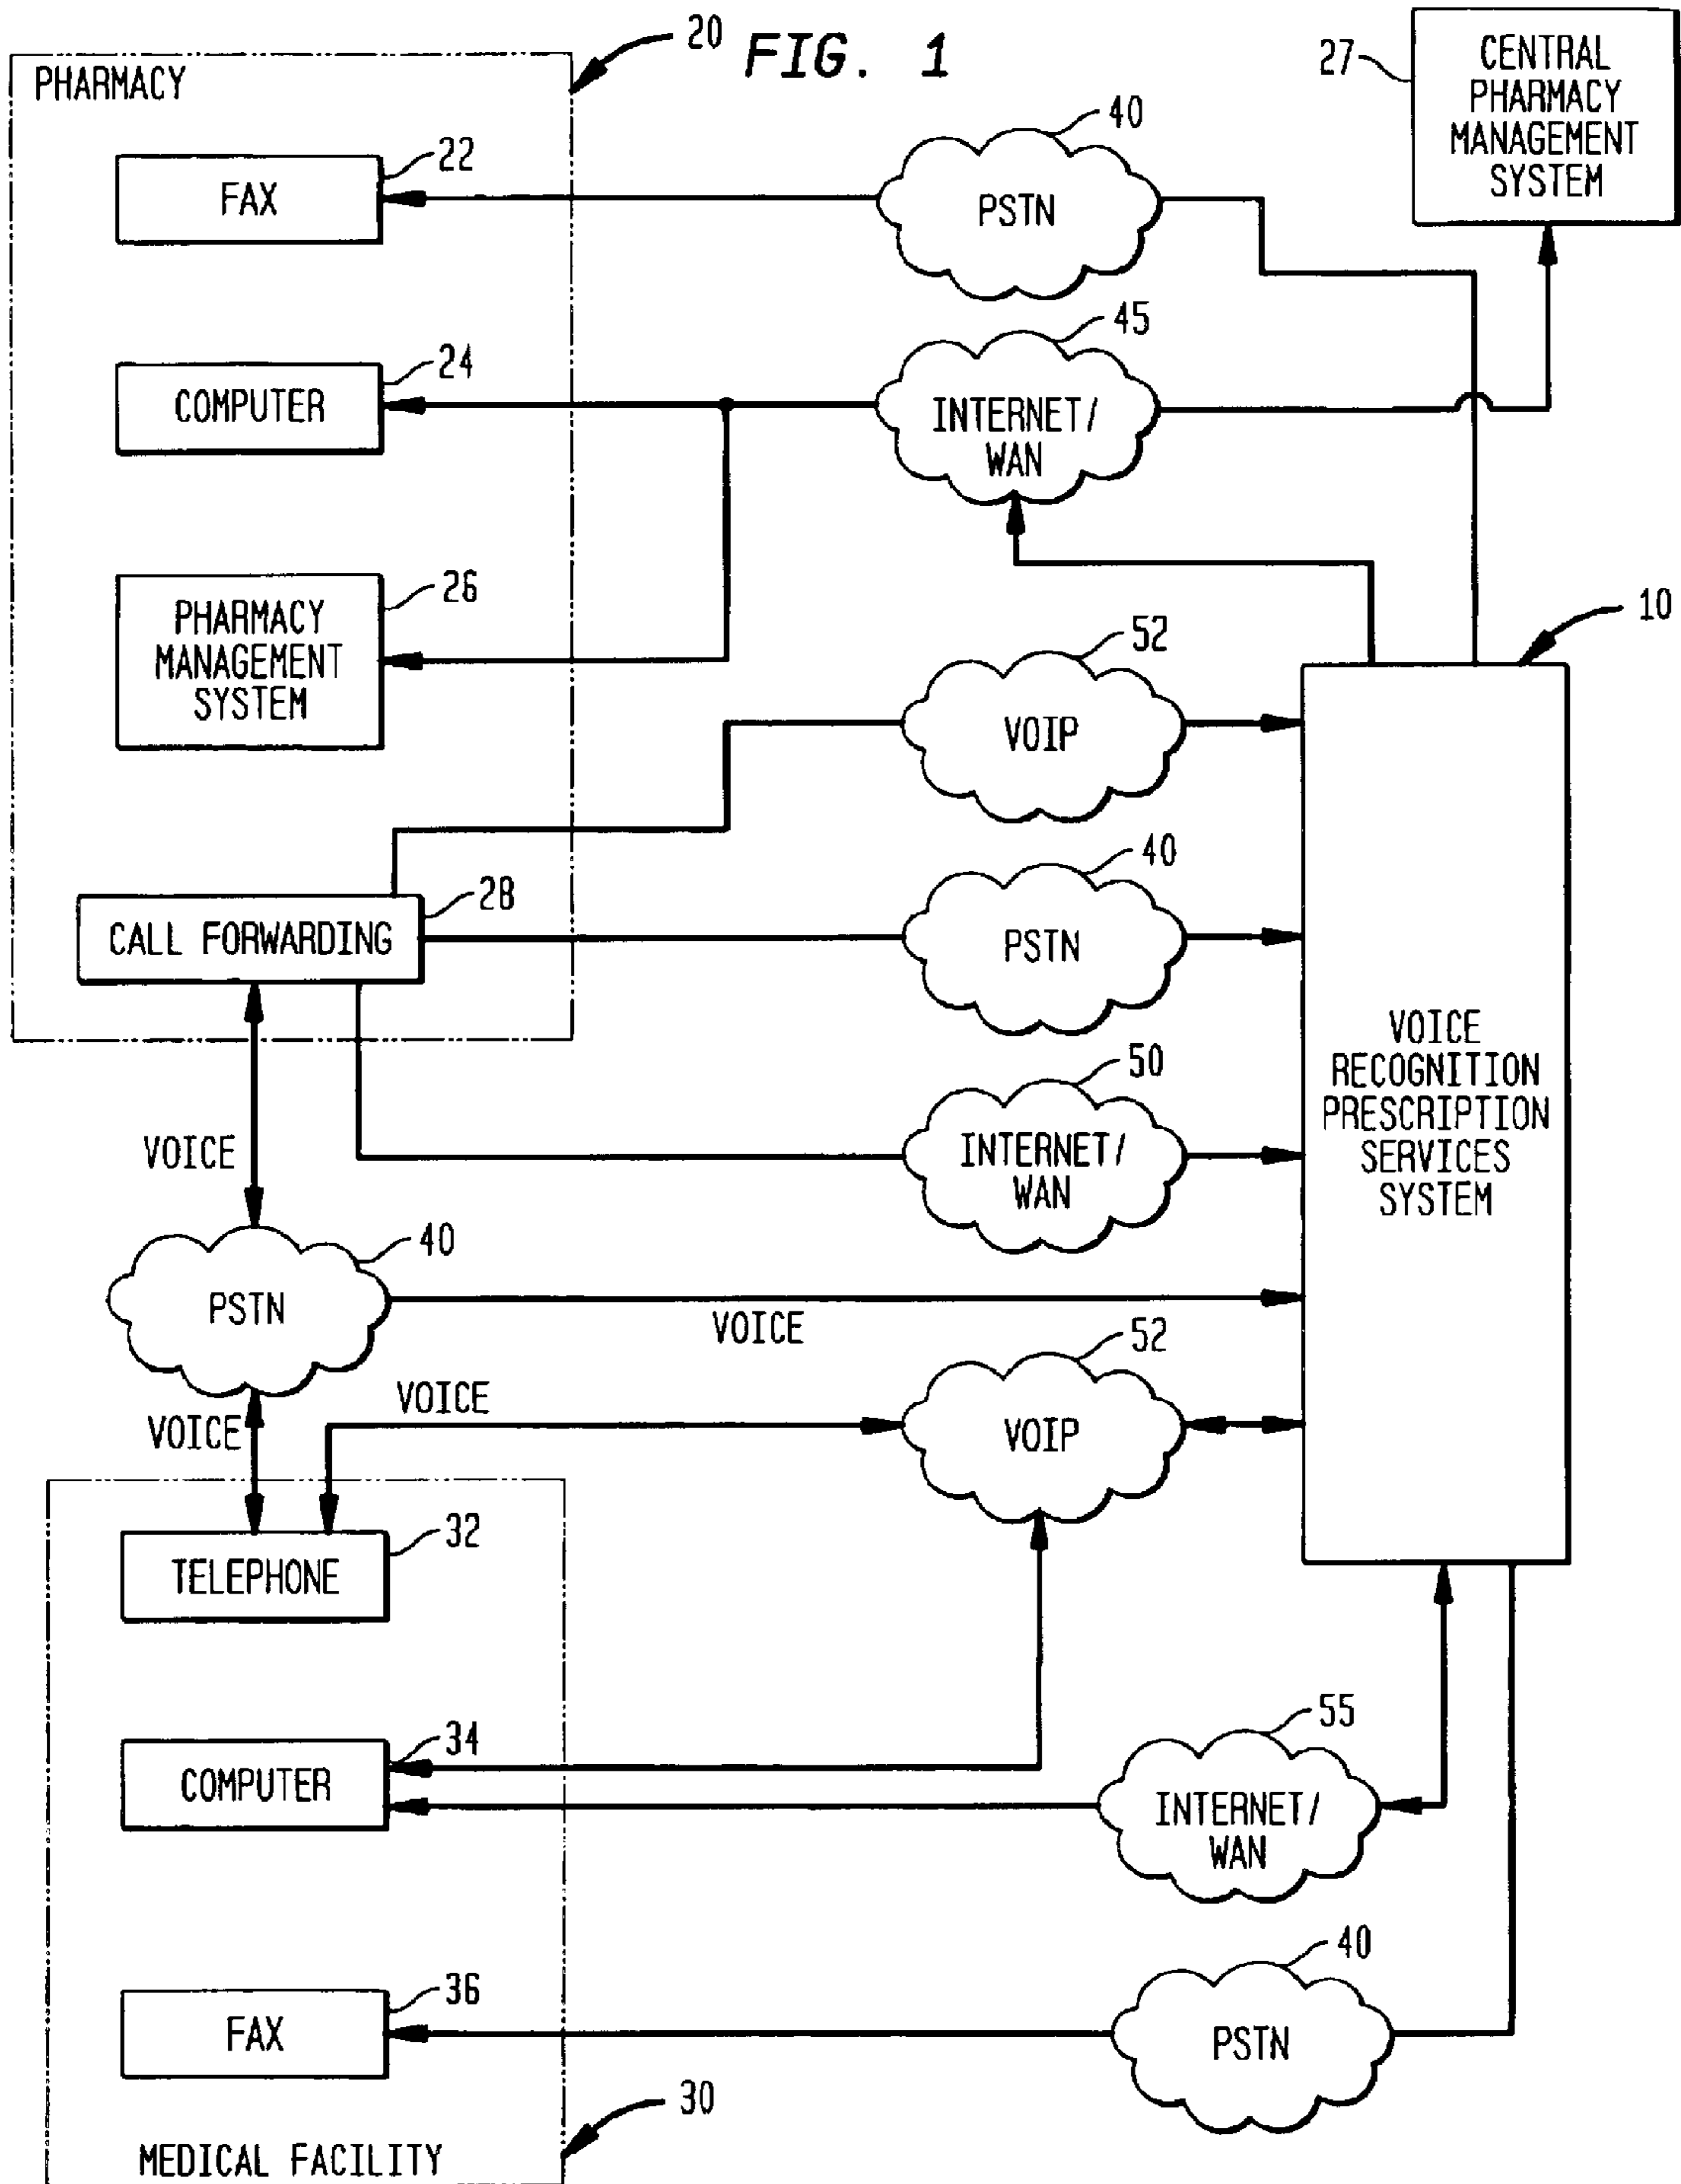 20
FIG. 1
PHARMACY
27
CENTRAL
PHARMACY
MANAGEMENT
SYSTEM
22
FAX
40
PSTN
24
COMPUTER
45
INTERNET/
WAN
26
PHARMACY
MANAGEMENT
SYSTEM
52
VOIP
10
VOICE
RECOGNITION
PRESCRIPTION
SERVICES
SYSTEM
28
CALL FORWARDING
40
PSTN
50
INTERNET/
WAN
VOICE
40
PSTN
VOICE
52
VOIP
VOICE
VOICE
32
TELEPHONE
34
COMPUTER
55
INTERNET/
WAN
36
FAX
40
PSTN
30
MEDICAL FACILITY